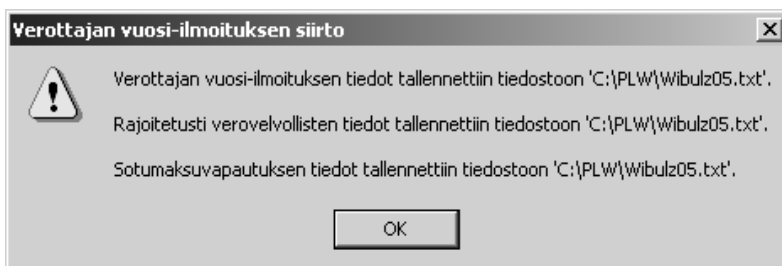 Verottajan vuosi-ilmoituksen siirto
Verottajan vuosi-ilmoituksen tiedot tallennettiin tiedostoon 'C:\PLW\Wibulz05.txt'.
Rajoitetusti verovelvollisten tiedot tallennettiin tiedostoon 'C:\PLW\Wibulz05.txt'.
Sotumaksuvapautuksen tiedot tallennettiin tiedostoon 'C:\PLW\Wibulz05.txt'.
OK